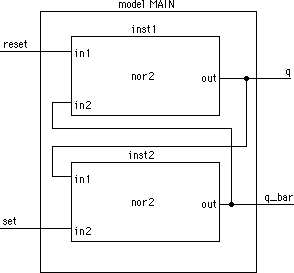 model MAIN
inst1
reset
in1
nor2
out
q
in2
inst2
in1
nor2
out
q_bar
set
in2